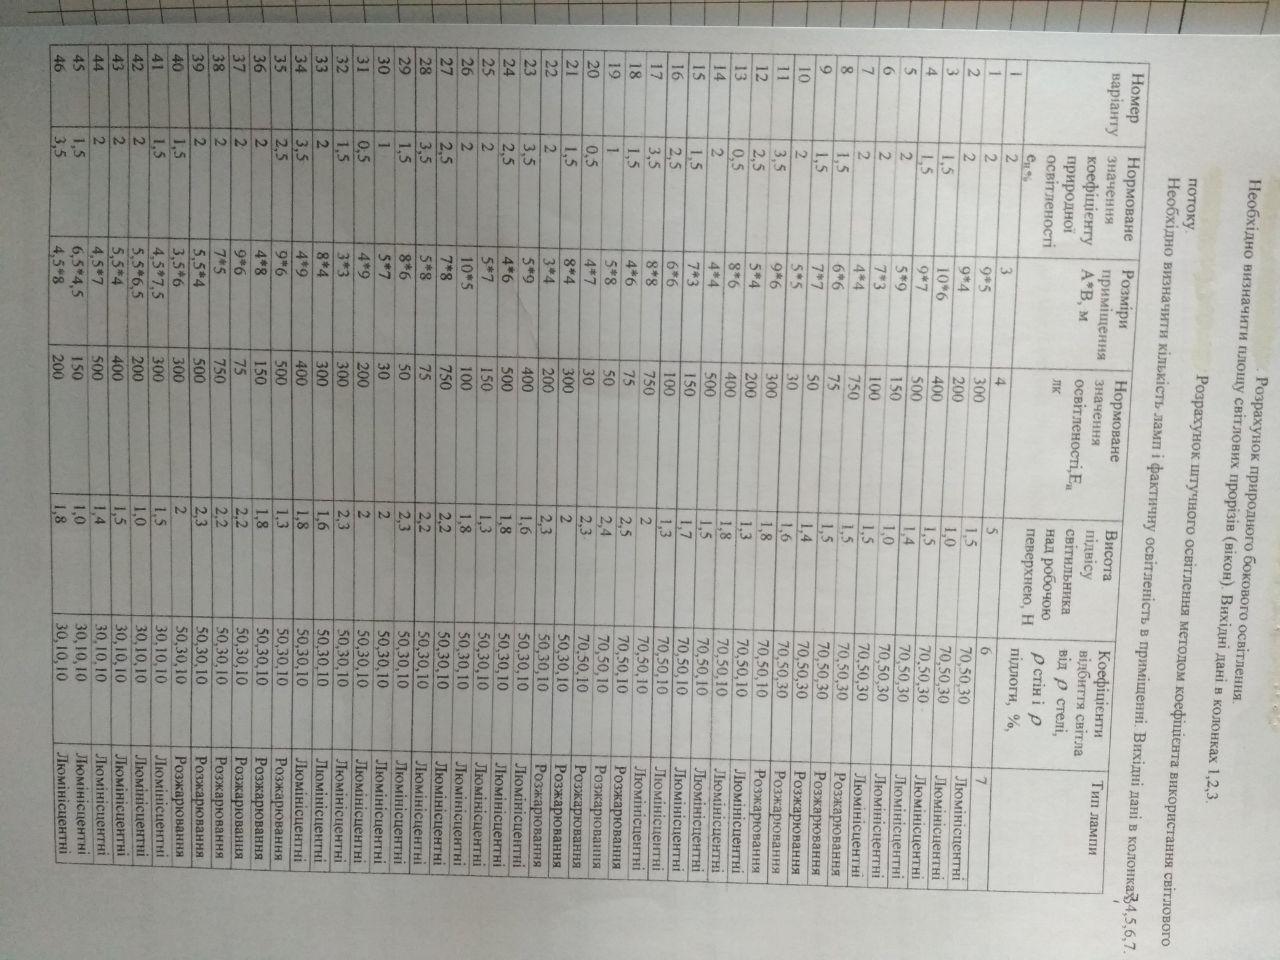 . Розрахунок природного бокового освітлення.
Необхідно визначити площу світлових прорізів (вікон). Вихідні дані в колонках 1,2,3.
Розрахунок штучного освітлення методом коефіцієнта використання світлового
потоку.
Необхідно визначити кількість ламп і фактичну освітленість в приміщенні. Вихідні дані в колонках 3,4,5,6,7.
Номер варіанту Нормоване значення коефіцієнту природної освітленості ен,% Розміри приміщення А*В, м Нормоване значення освітленості,Ен лк Висота підвісу світильника над робочою певерхнею, Н Коефіцієнти відбиття світла від ρ стелі, ρ стін і ρ підлоги, %, Тип лампи
1 2 3 4 5 6 7
1 2 9*5 300 1,5 70,50,30 Люмінісцентні
2 2 9*4 200 1,0 70,50,30 Люмінісцентні
3 1,5 10*6 400 1,5 70,50,30 Люмінісцентні
4 1,5 9*7 500 1,4 70,50,30 Люмінісцентні
5 2 5*9 150 1,0 70,50,30 Люмінісцентні
6 2 7*3 100 1,5 70,50,30 Люмінісцентні
7 2 4*4 750 1,5 70,50,30 Розжарювання
8 1,5 6*6 75 1,5 70,50,30 Розжарювання
9 1,5 7*7 50 1,4 70,50,30 Розжарювання
10 2 5*5 30 1,6 70,50,30 Розжарювання
11 3,5 9*6 300 1,8 70,50,10 Розжарювання
12 2,5 5*4 200 1,3 70,50,10 Люмінісцентні
13 0,5 8*6 400 1,8 70,50,10 Люмінісцентні
14 2 4*4 500 1,5 70,50,10 Люмінісцентні
15 1,5 7*3 150 1,7 70,50,10 Люмінісцентні
16 2,5 6*6 100 1,3 70,50,10 Люмінісцентні
17 3,5 8*8 750 2 70,50,10 Люмінісцентні
18 1,5 4*6 75 2,5 70,50,10 Розжарювання
19 1 5*8 50 2,4 70,50,10 Розжарювання
20 0,5 4*7 30 2,3 70,50,10 Розжарювання
21 1,5 8*4 300 2 50,30,10 Розжарювання
22 2 3*4 200 2,3 50,30,10 Розжарювання
23 3,5 5*9 400 1,6 50,30,10 Люмінісцентні
24 2,5 4*6 500 1,8 50,30,10 Люмінісцентні
25 2 5*7 150 1,3 50,30,10 Люмінісцентні
26 2 10*5 100 1,8 50,30,10 Люмінісцентні
27 2,5 7*8 750 2,2 50,30,10 Люмінісцентні
28 3,5 5*8 75 2,2 50,30,10 Люмінісцентні
29 1,5 8*6 50 2,3 50,30,10 Люмінісцентні
30 1 5*7 30 2 50,30,10 Люмінісцентні
31 0,5 4*9 200 2 50,30,10 Люмінісцентні
32 1,5 3*3 300 2,3 50,30,10 Люмінісцентні
33 2 8*4 300 1,6 50,30,10 Люмінісцентні
34 3,5 4*9 400 1,8 50,30,10 Люмінісцентні
35 2,5 9*6 500 1,3 50,30,10 Розжарювання
36 2 4*8 150 1,8 50,30,10 Розжарювання
37 2 9*6 75 2,2 50,30,10 Розжарювання
38 2 7*5 750 2,2 50,30,10 Розжарювання
39 2 5,5*4 500 2,3 50,30,10 Розжарювання
40 1,5 3,5*6 300 2 50,30,10 Розжарювання
41 1,5 4,5*7,5 300 1,5 30,10,10 Люмінісцентні
42 2 5,5*6,5 200 1,0 30,10,10 Люмінісцентні
43 2 5,5*4 400 1,5 30,10,10 Люмінісцентні
44 2 4,5*7 500 1,4 30,10,10 Люмінісцентні
45 1,5 6,5*4,5 150 1,0 30,10,10 Люмінісцентні
46 3,5 4,5*8 200 1,8 30,10,10 Люмінісцентні